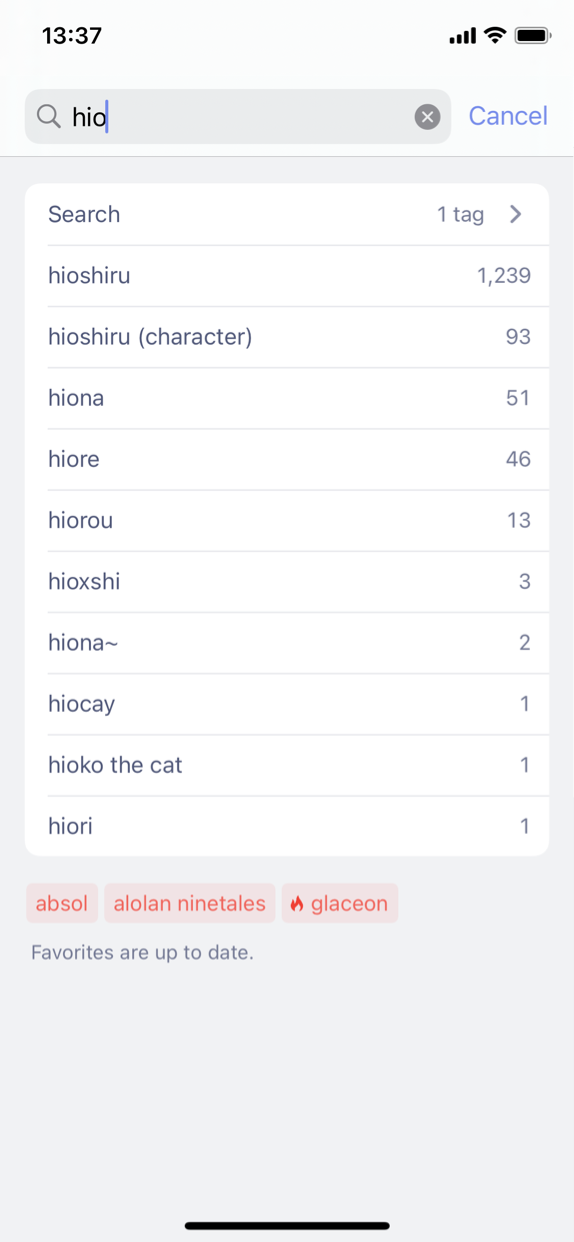 13:37
hio Cancel
Search 1 tag
hioshiru 1,239
hioshiru (character) 93
hiona 51
hiore 46
hiorou 13
hioxshi 3
hiona~ 2
hiocay 1
hioko the cat 1
hiori 1
absol alolan ninetales glaceon
Favorites are up to date.